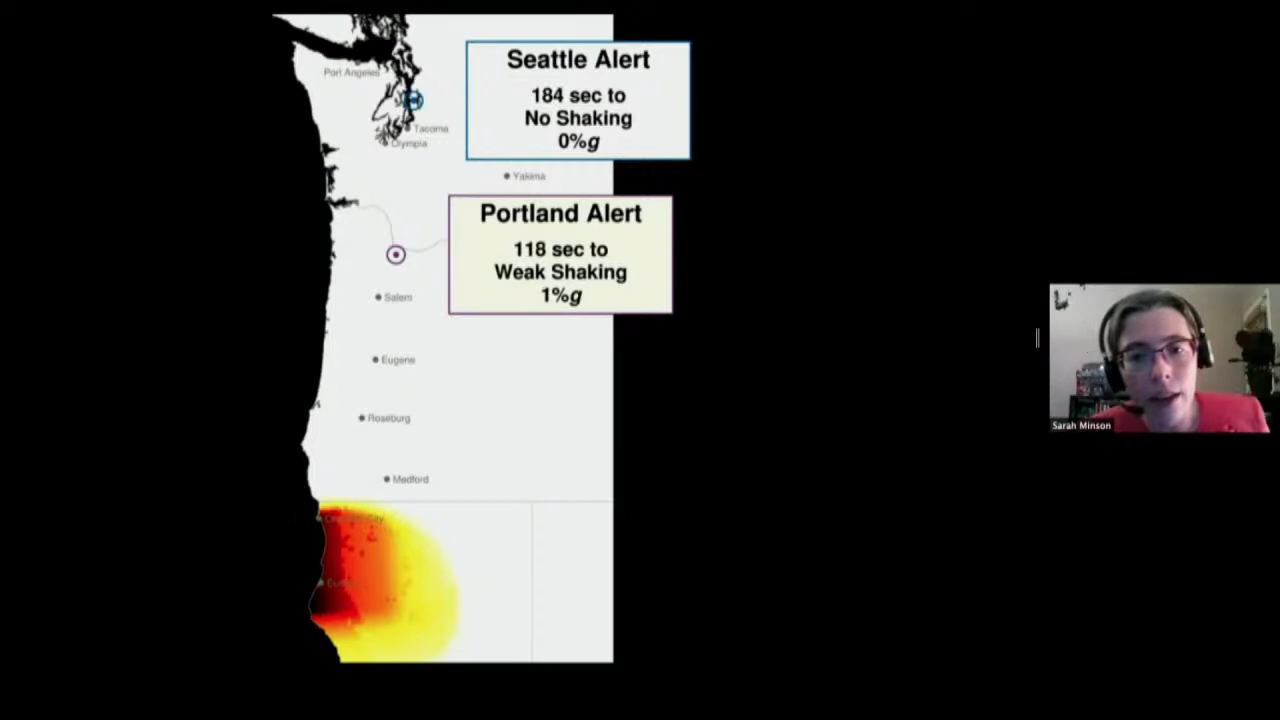 Seattle Alert
184 sec to
No Shaking
0%g
Port Angeles
Tacoma
Olympia
Yakima
Portland Alert
118 sec to
Weak Shaking
1%g
Salem
Eugene
Roseburg
Medford
Sarah Minson